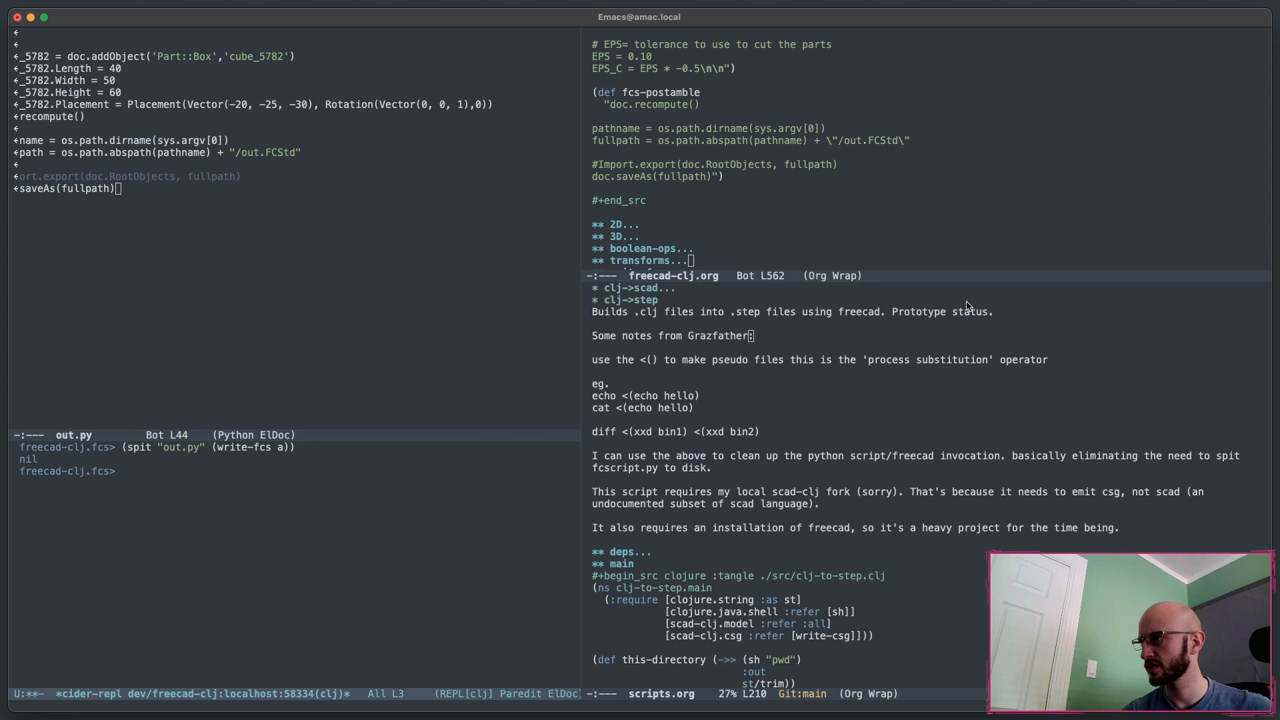 Emacs@amac.local
_5782 = doc.addObject('Part::Box','cube_5782')
_5782.Length = 40
_5782.Width = 50
_5782.Height = 60
_5782.Placement = Placement(Vector(-20, -25, -30), Rotation(Vector(0, 0, 1),0))
recompute()
name = os.path.dirname(sys.argv[0])
path = os.path.abspath(pathname) + "/out.FCStd"
ort.export(doc.RootObjects, fullpath)
saveAs(fullpath)
-:--- out.py Bot L44 (Python ElDoc)
freecad-clj.fcs> (spit "out.py" (write-fcs a))
nil
freecad-clj.fcs>
U:**- *cider-repl dev/freecad-clj:localhost:58334(clj)* All L3 (REPL[clj] Paredit ElDoc
# EPS= tolerance to use to cut the parts
EPS = 0.10
EPS_C = EPS * -0.5\n\n")
(def fcs-postamble
"doc.recompute()
pathname = os.path.dirname(sys.argv[0])
fullpath = os.path.abspath(pathname) + \"/out.FCStd\"
#Import.export(doc.RootObjects, fullpath)
doc.saveAs(fullpath)")
#+end_src
** 2D...
** 3D...
** boolean-ops...
** transforms...
-:--- freecad-clj.org Bot L562 (Org Wrap)
* clj->scad...
* clj->step
Builds .clj files into .step files using freecad. Prototype status.
Some notes from Grazfather:
use the <() to make pseudo files this is the 'process substitution' operator
eg.
echo <(echo hello)
cat <(echo hello)
diff <(xxd bin1) <(xxd bin2)
I can use the above to clean up the python script/freecad invocation. basically eliminating the need to spit
fcscript.py to disk.
This script requires my local scad-clj fork (sorry). That's because it needs to emit csg, not scad (an
undocumented subset of scad language).
It also requires an installation of freecad, so it's a heavy project for the time being.
** deps...
** main
#+begin_src clojure :tangle ./src/clj-to-step.clj
(ns clj-to-step.main
(:require [clojure.string :as st]
[clojure.java.shell :refer [sh]]
[scad-clj.model :refer :all]
[scad-clj.csg :refer [write-csg]]))
(def this-directory (->> (sh "pwd")
:out
st/trim))
-:--- scripts.org 27% L210 Git:main (Org Wrap)